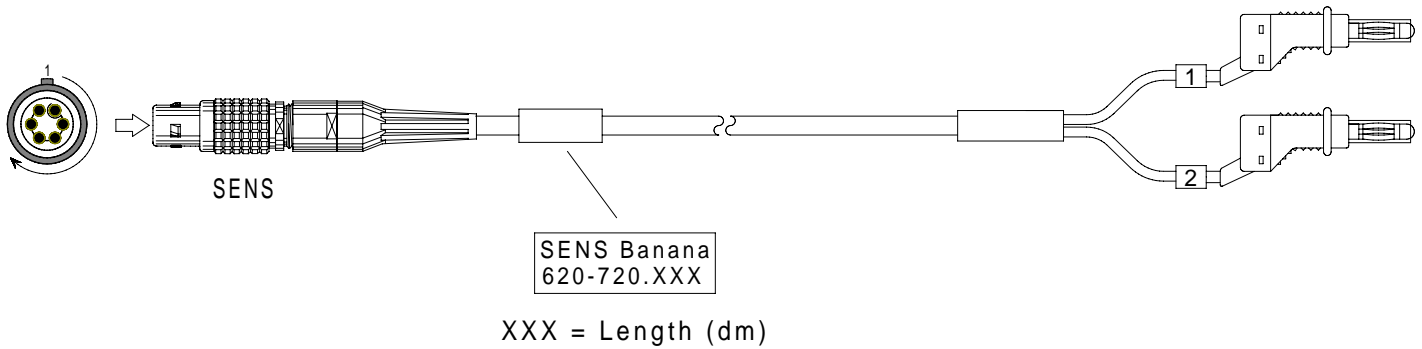 1
1
2
SENS
SENS Banana
620-720.XXX
XXX = Length (dm)